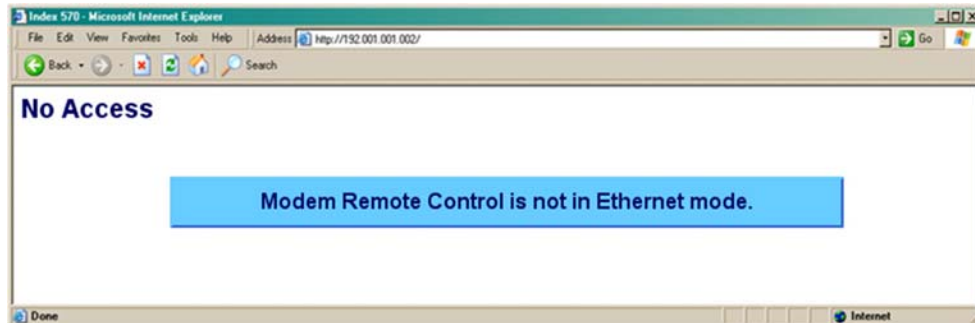 Index 570 - Microsoft Internet Explorer
File Edit View Favorites Tools Help Address http://192.001.001.002/ Go
Back Search
No Access
Modem Remote Control is not in Ethernet mode.
Done Internet